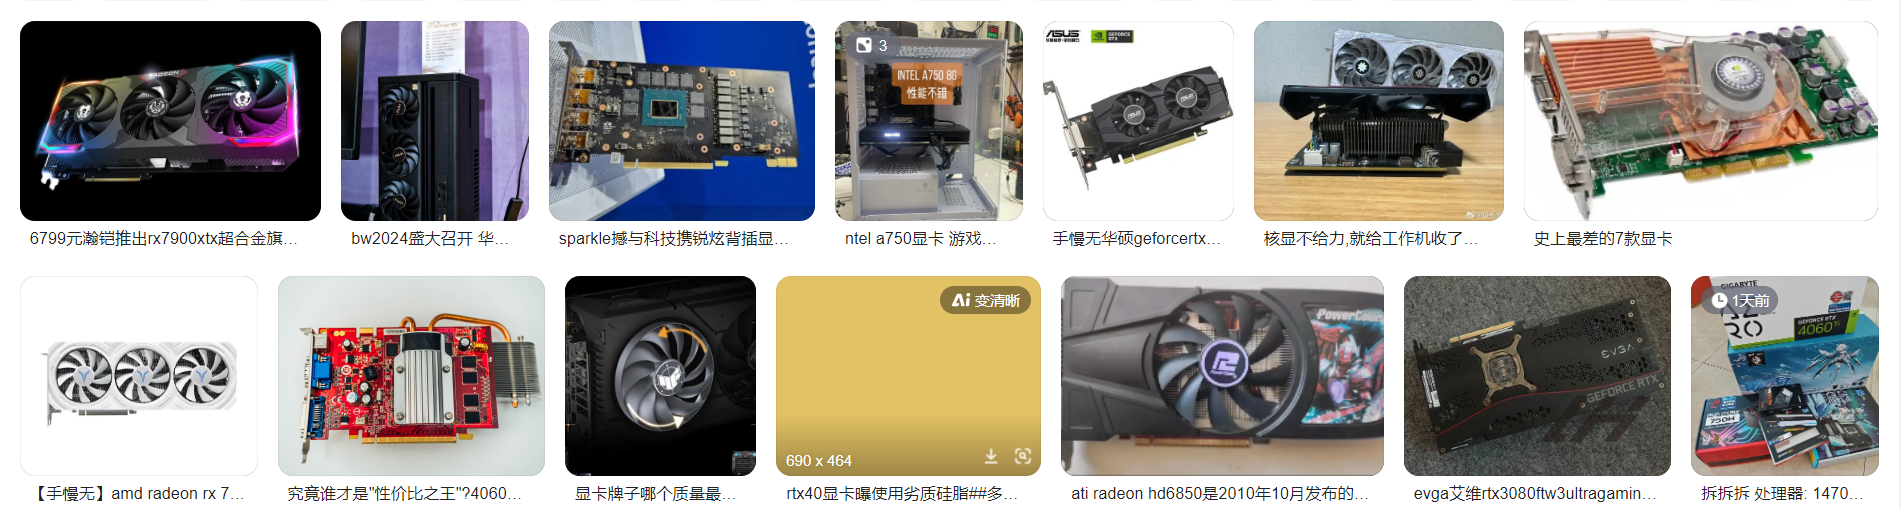 RADEON
3
INTEL A750 8G
性能不错
ASUS
GEFORCE
RTX
6799元瀚铠推出rx7900xtx超合金旗...
bw2024盛大召开 华...
sparkle撼与科技携锐炫背插显...
ntel a750显卡 游戏...
手慢无华硕geforcertx...
核显不给力,就给工作机收了...
史上最差的7款显卡
Ai 变清晰
690 x 464
PowerColor
EVGA
GEFORCE RTX
GIGABYTE
1天前
GEFORCE RTX
4060 Ti
【手慢无】amd radeon rx 7...
究竟谁才是"性价比之王"?4060...
显卡牌子哪个质量最...
rtx40显卡曝使用劣质硅脂##多...
ati radeon hd6850是2010年10月发布的...
evga艾维rtx3080ftw3ultragamin...
拆拆拆 处理器: 1470...